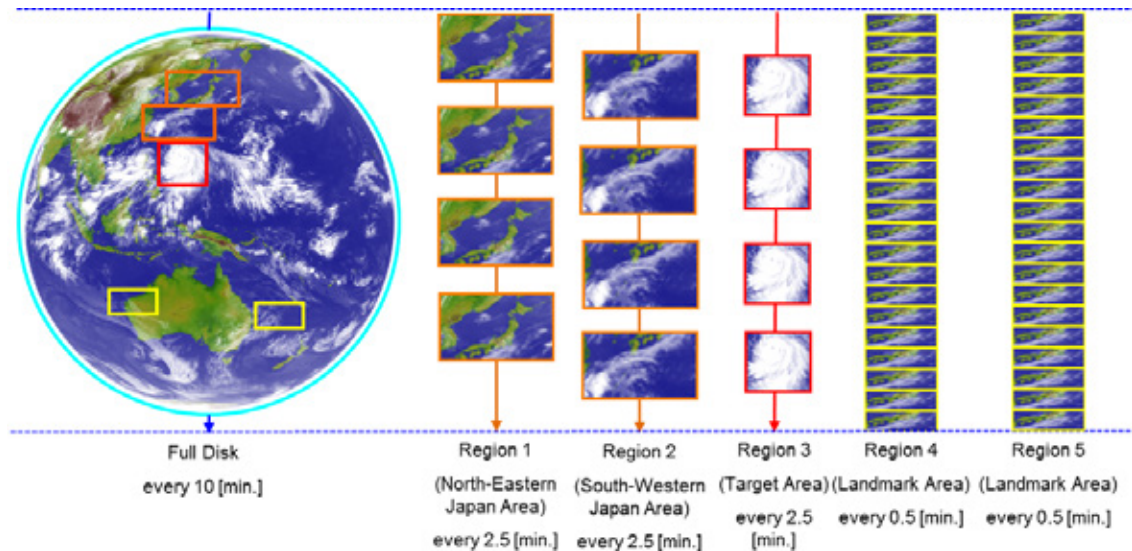 Full Disk
every 10 [min.]
Region 1
(North-Eastern
Japan Area)
every 2.5 [min.]
Region 2
(South-Western
Japan Area)
every 2.5 [min.]
Region 3
(Target Area)
every 2.5
[min.]
Region 4
(Landmark Area)
every 0.5 [min.]
Region 5
(Landmark Area)
every 0.5 [min.]